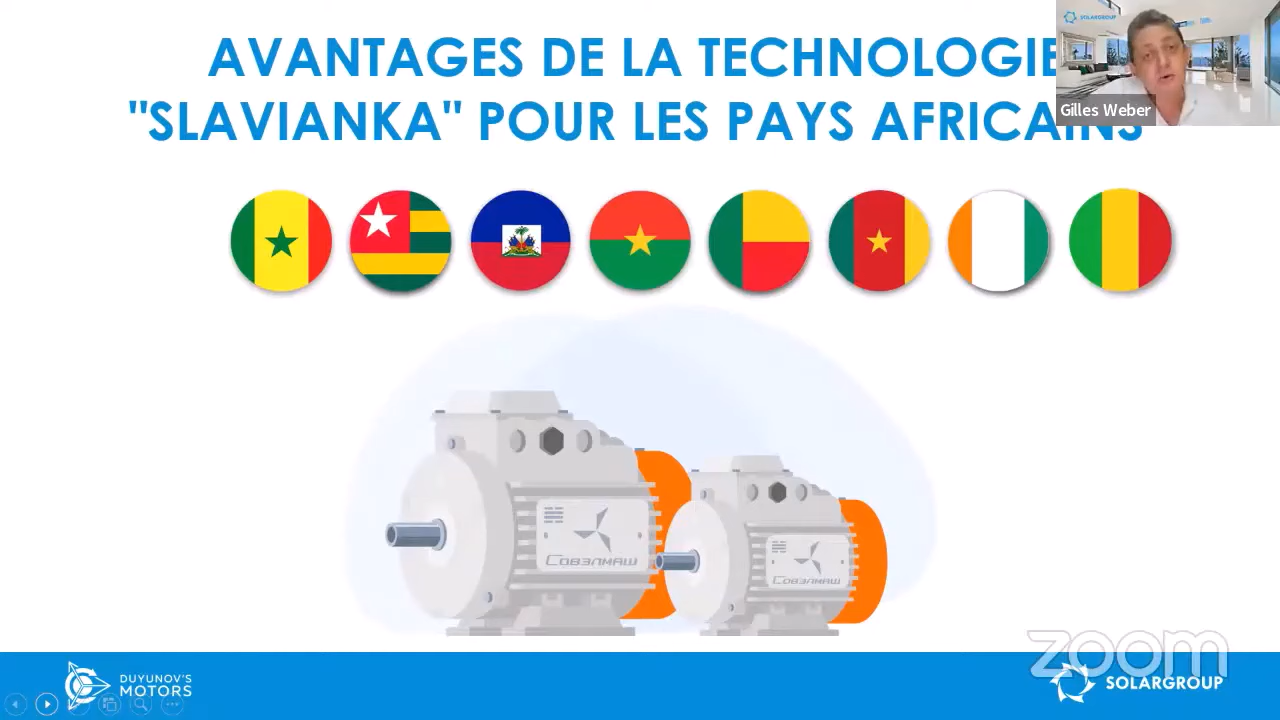 AVANTAGES DE LA TECHNOLOGIE
"SLAVIANKA" POUR LES PAYS AFRICAINS
SOLARGROUP
Gilles Weber
СОВЭЛМАШ
СОВЭЛМАШ
DUYUNOV'S
MOTORS
zoom
SOLARGROUP